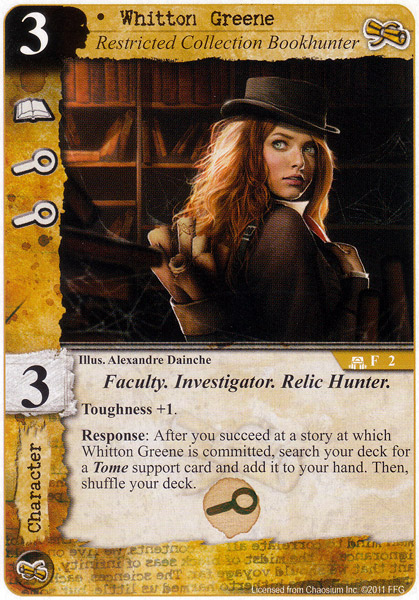 3
• Whitton Greene
Restricted Collection Bookhunter
Illus. Alexandre Dainche
F 2
3
Faculty. Investigator. Relic Hunter.
Toughness +1.
Response: After you succeed at a story at which
Whitton Greene is committed, search your deck for
a Tome support card and add it to your hand. Then,
shuffle your deck.
Character
Licensed from Chaosium Inc. ©2011 FFG